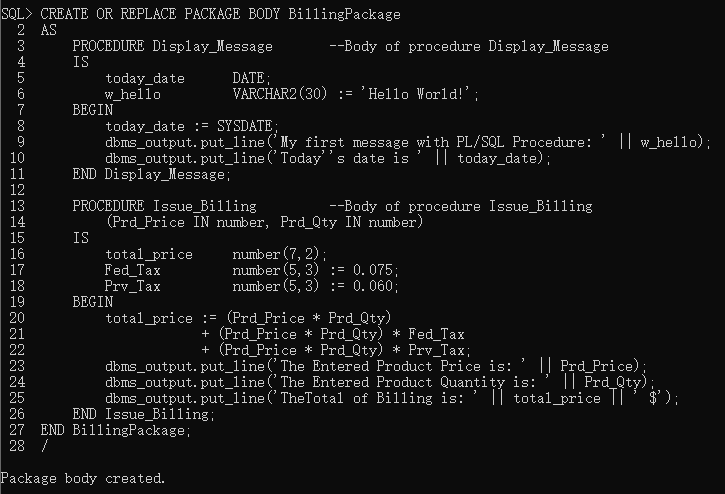 SQL> CREATE OR REPLACE PACKAGE BODY BillingPackage
  2  AS
  3      PROCEDURE Display_Message       --Body of procedure Display_Message
  4      IS
  5          today_date      DATE;
  6          w_hello         VARCHAR2(30) := 'Hello World!';
  7      BEGIN
  8          today_date := SYSDATE;
  9          dbms_output.put_line('My first message with PL/SQL Procedure: ' || w_hello);
 10          dbms_output.put_line('Today''s date is ' || today_date);
 11      END Display_Message;
 12
 13      PROCEDURE Issue_Billing         --Body of procedure Issue_Billing
 14          (Prd_Price IN number, Prd_Qty IN number)
 15      IS
 16          total_price     number(7,2);
 17          Fed_Tax         number(5,3) := 0.075;
 18          Prv_Tax         number(5,3) := 0.060;
 19      BEGIN
 20          total_price := (Prd_Price * Prd_Qty)
 21                      + (Prd_Price * Prd_Qty) * Fed_Tax
 22                      + (Prd_Price * Prd_Qty) * Prv_Tax;
 23          dbms_output.put_line('The Entered Product Price is: ' || Prd_Price);
 24          dbms_output.put_line('The Entered Product Quantity is: ' || Prd_Qty);
 25          dbms_output.put_line('TheTotal of Billing is: ' || total_price || ' $');
 26      END Issue_Billing;
 27  END BillingPackage;
 28  /

Package body created.